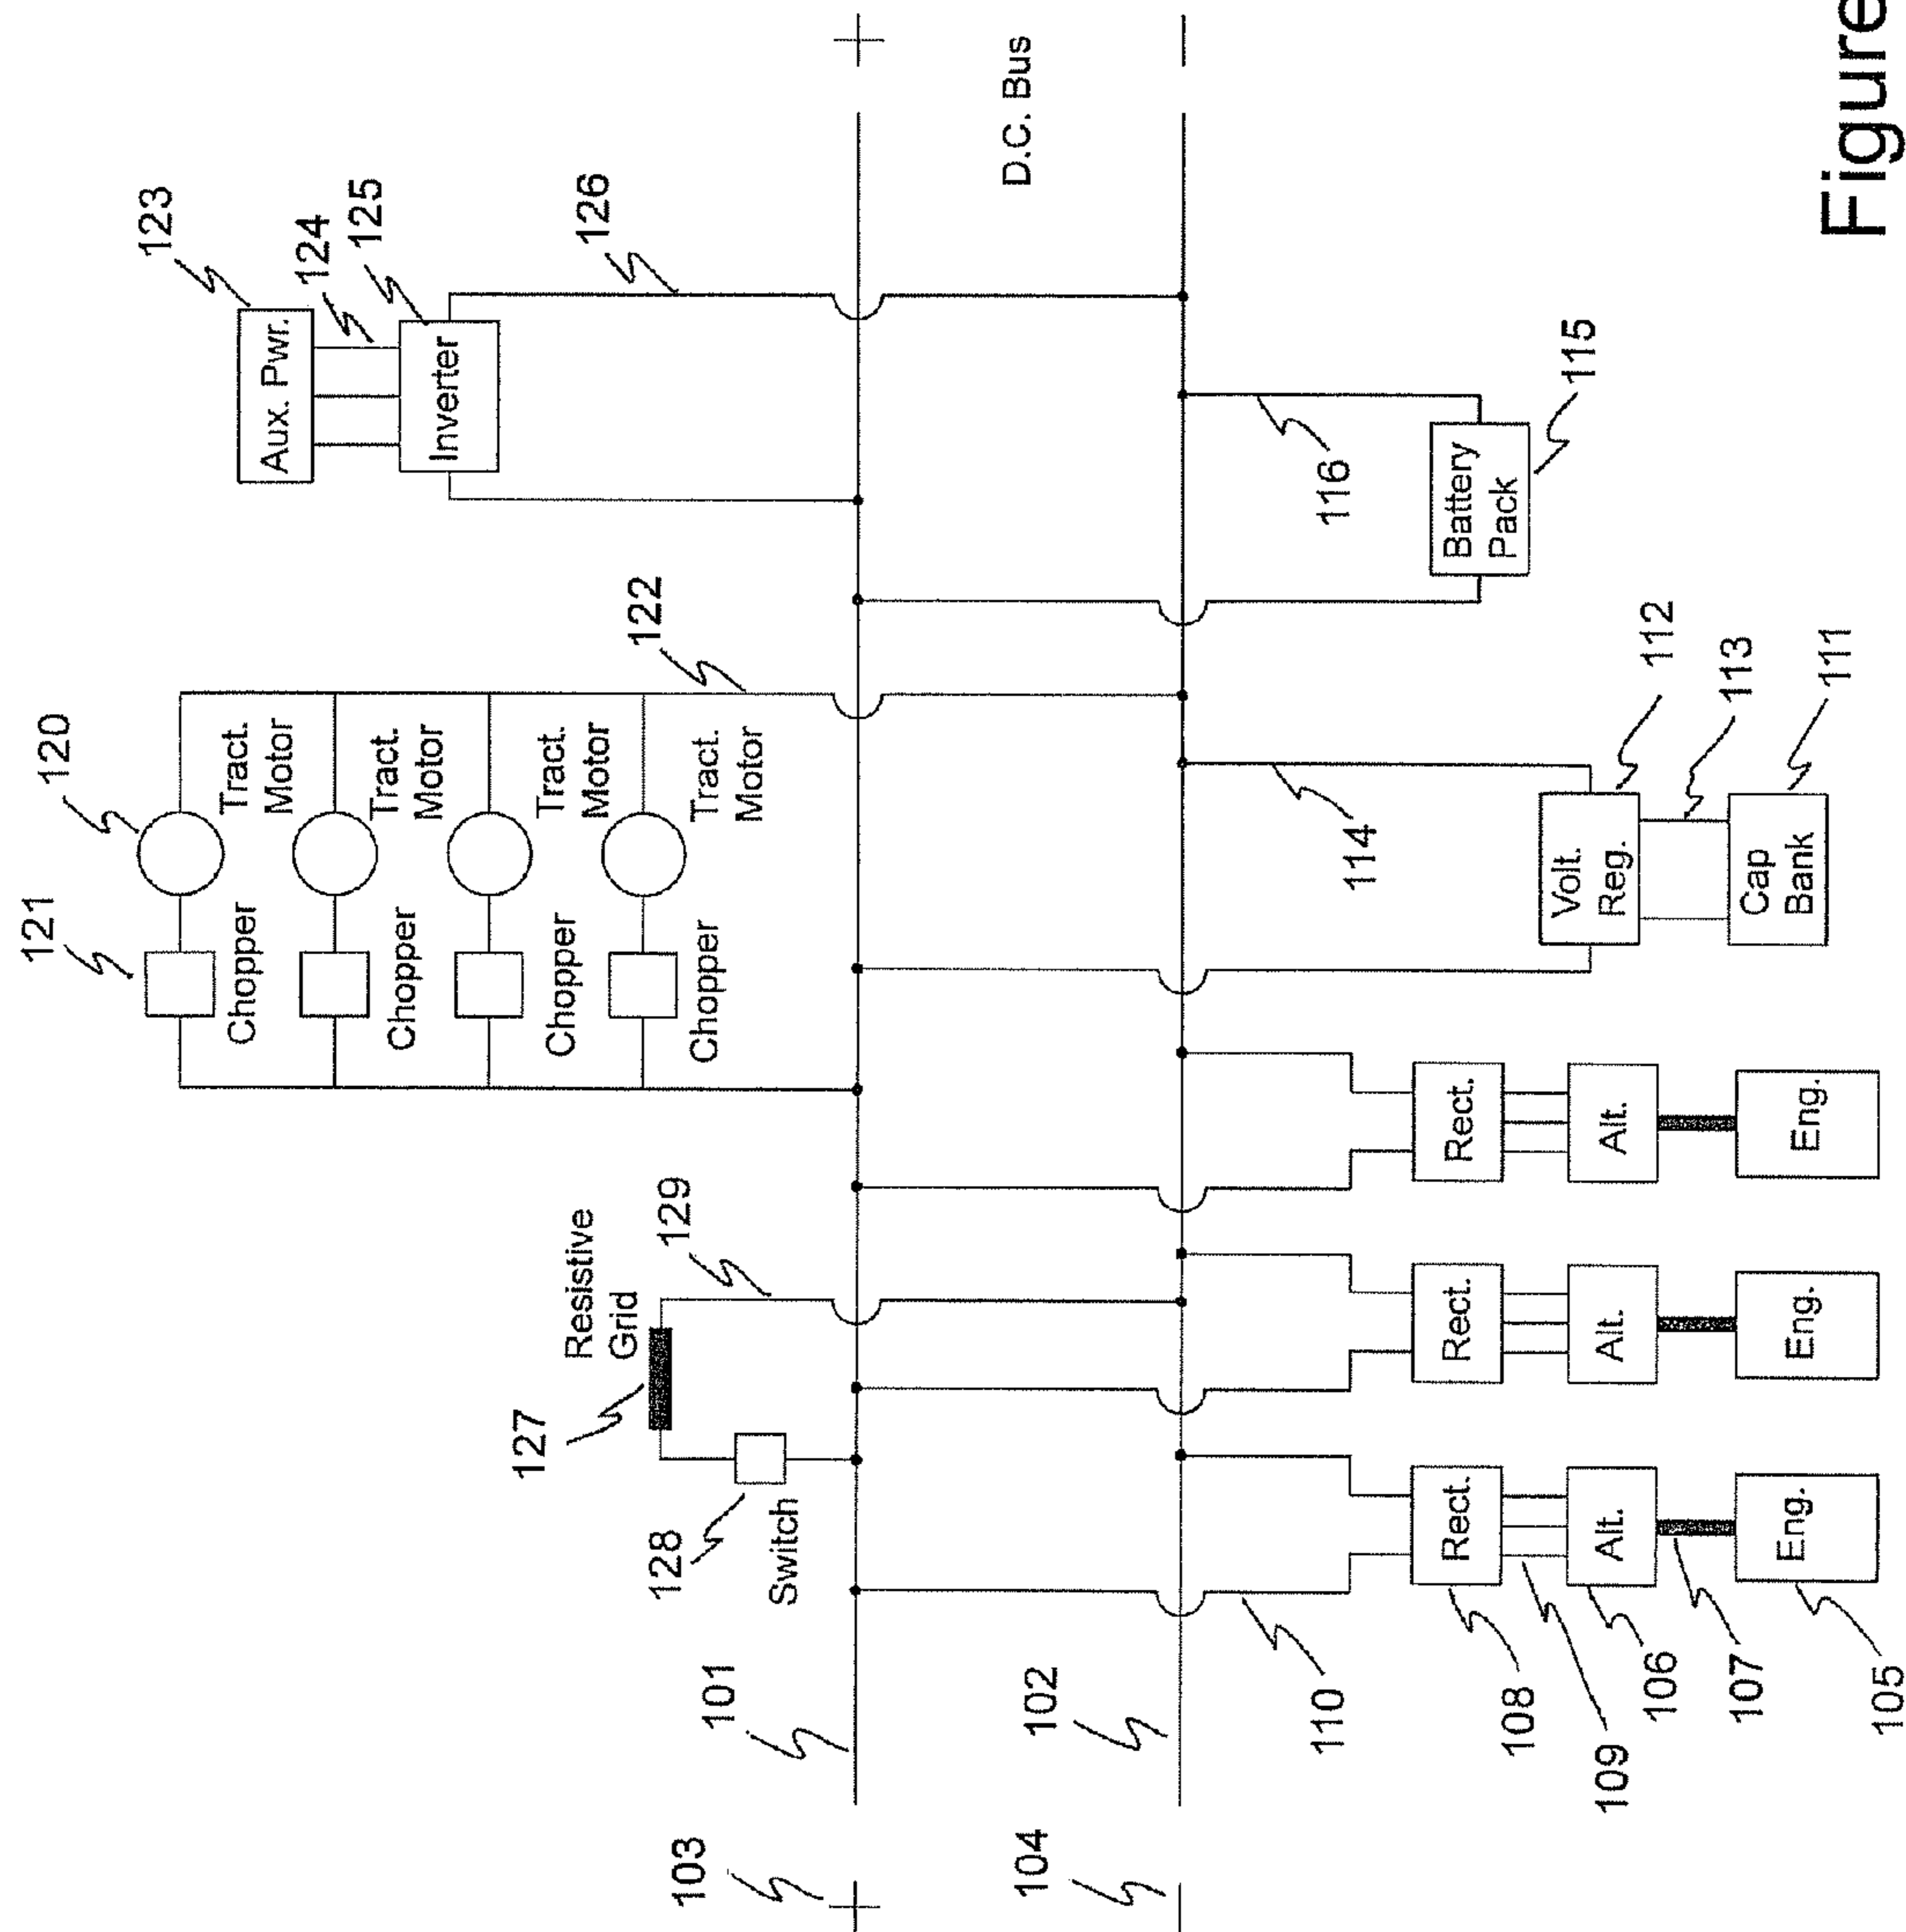 120
121
Tract.
Motor
Chopper
Tract.
Motor
Chopper
Tract.
Motor
Chopper
Tract.
Motor
Chopper
122
123
Aux. Pwr.
124
125
Inverter
126
Resistive
Grid
127
128
Switch
129
101
102
103
104
D.C. Bus
110
Rect.
Rect.
Rect.
108
109
Alt.
Alt.
Alt.
106
107
Eng.
Eng.
Eng.
105
114
Volt.
Reg.
112
113
Cap
Bank
111
116
Battery
Pack
115
Figure